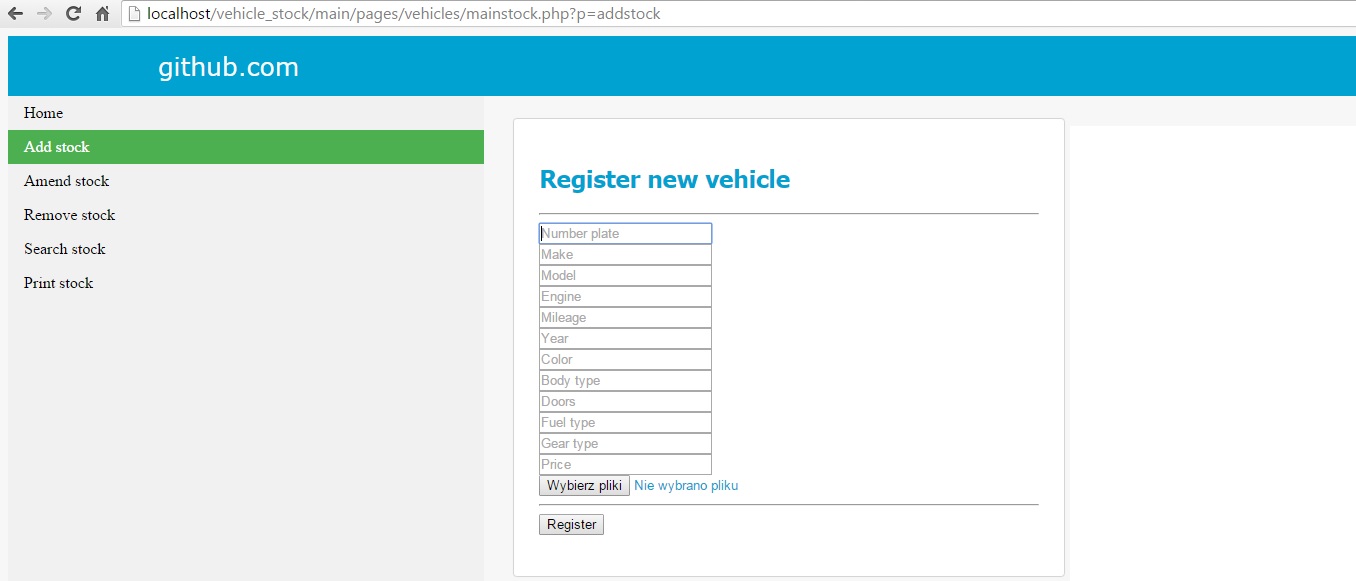 localhost/vehicle_stock/main/pages/vehicles/mainstock.php?p=addstock
github.com
Home
Add stock
Amend stock
Remove stock
Search stock
Print stock
Register new vehicle
Number plate
Make
Model
Engine
Mileage
Year
Color
Body type
Doors
Fuel type
Gear type
Price
Wybierz pliki Nie wybrano pliku
Register